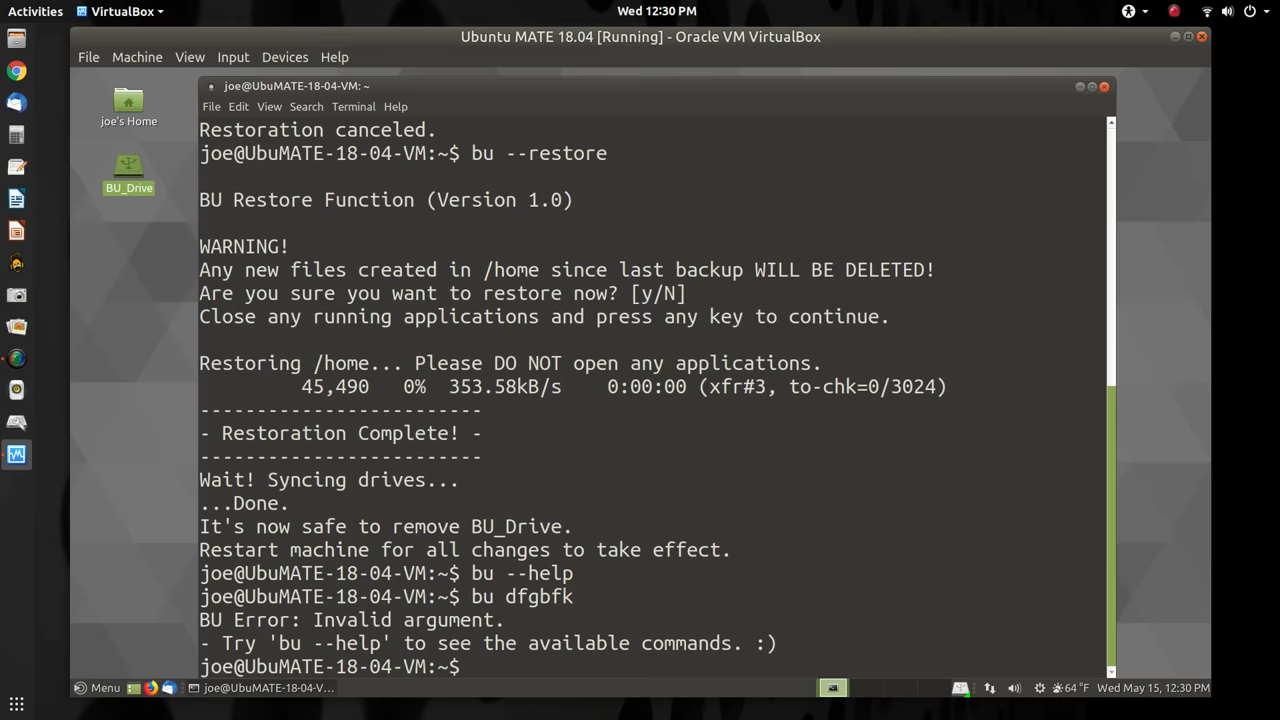 Activities VirtualBox Wed 12:30 PM
Ubuntu MATE 18.04 [Running] - Oracle VM VirtualBox
File Machine View Input Devices Help
joe@UbuMATE-18-04-VM: ~
File Edit View Search Terminal Help
joe's Home
BU_Drive
Restoration canceled.
joe@UbuMATE-18-04-VM:~$ bu --restore
BU Restore Function (Version 1.0)
WARNING!
Any new files created in /home since last backup WILL BE DELETED!
Are you sure you want to restore now? [y/N]
Close any running applications and press any key to continue.
Restoring /home... Please DO NOT open any applications.
45,490 0% 353.58kB/s 0:00:00 (xfr#3, to-chk=0/3024)
-------------------------
- Restoration Complete! -
-------------------------
Wait! Syncing drives...
...Done.
It's now safe to remove BU_Drive.
Restart machine for all changes to take effect.
joe@UbuMATE-18-04-VM:~$ bu --help
joe@UbuMATE-18-04-VM:~$ bu dfgbfk
BU Error: Invalid argument.
- Try 'bu --help' to see the available commands. :)
joe@UbuMATE-18-04-VM:~$
Menu joe@UbuMATE-18-04-V... 64 °F Wed May 15, 12:30 PM